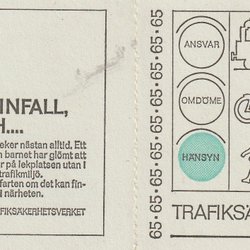 INFALL,
H....
eker nästan alltid. Ett
n barnet har glömt att
r på lekplatsen utan i
trafikmiljö.
farten om det kan fin-
i närheten.
FIKSÄKERHETSVERKET
65·65·65·65·65·65·65
ANSVAR
OMDÖME
HÄNSYN
TRAFIKSÄ